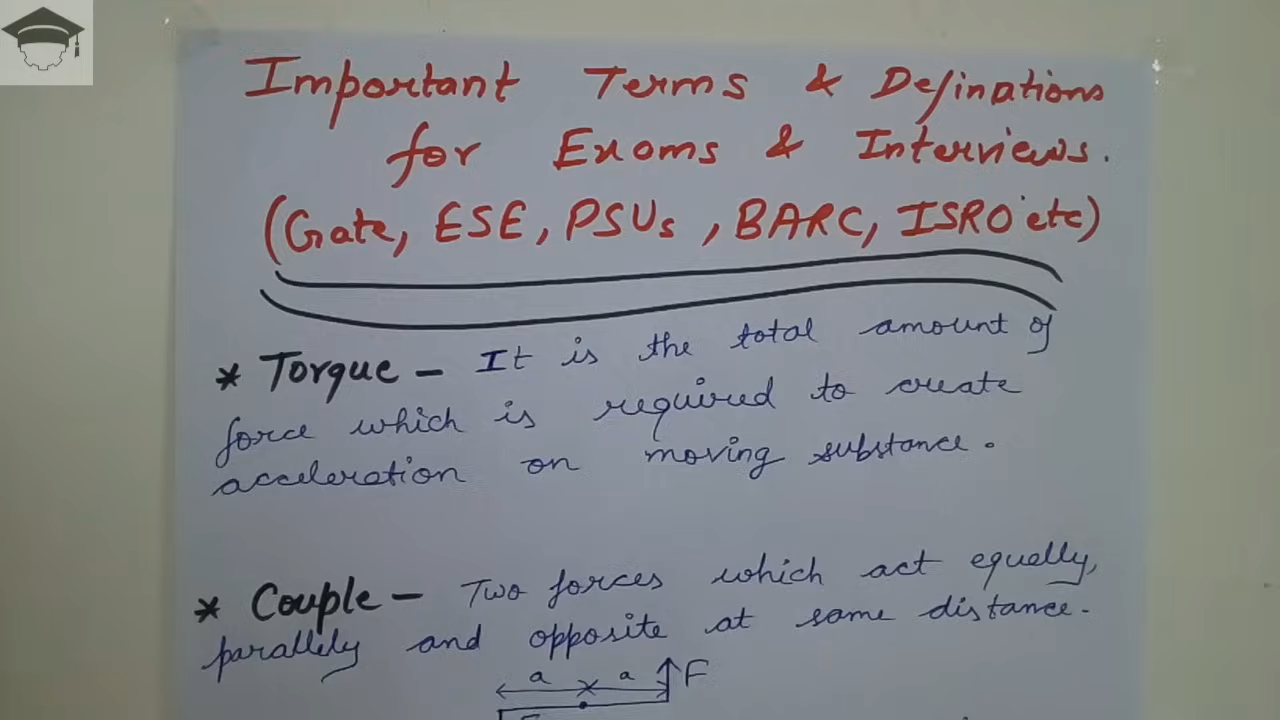 Important Terms & Definations
for Exams & Interviews.
(Gate, ESE, PSUs, BARC, ISRO etc)
* Torque - It is the total amount of
force which is required to create
acceleration on moving substance.
* Couple - Two forces which act equally,
parallely and opposite at same distance.
a a F